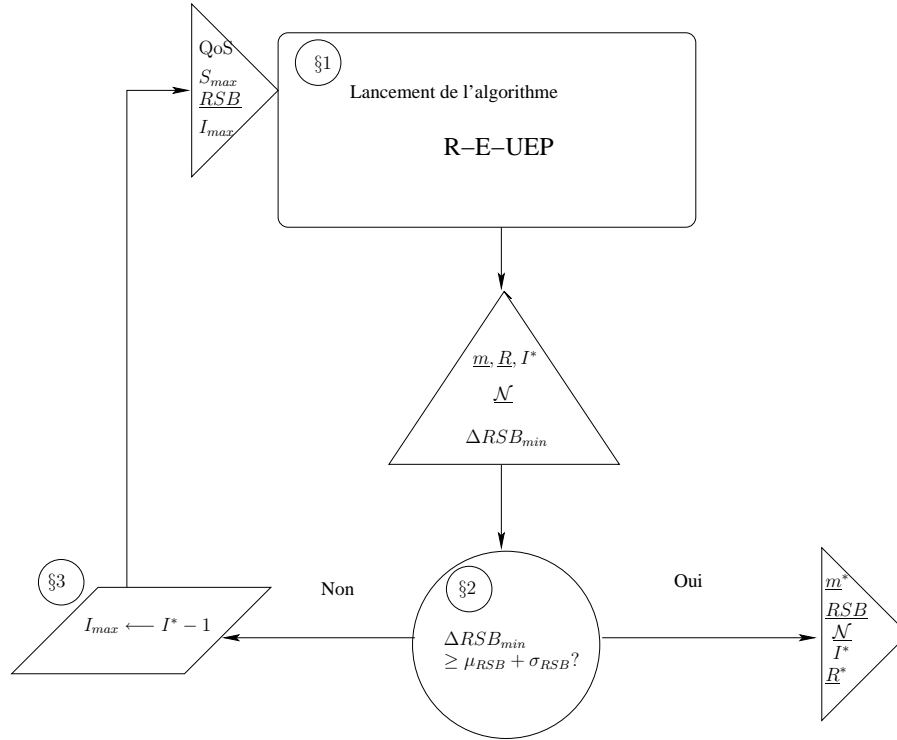 QoS
S_max
RSB
I_max
§1
Lancement de l'algorithme
R–E–UEP
m, R, I*
𝒩
ΔRSB_min
§3
I_max ⟵ I* − 1
Non
§2
ΔRSB_min
≥ μ_RSB + σ_RSB?
Oui
m*
RSB
𝒩
I*
R*